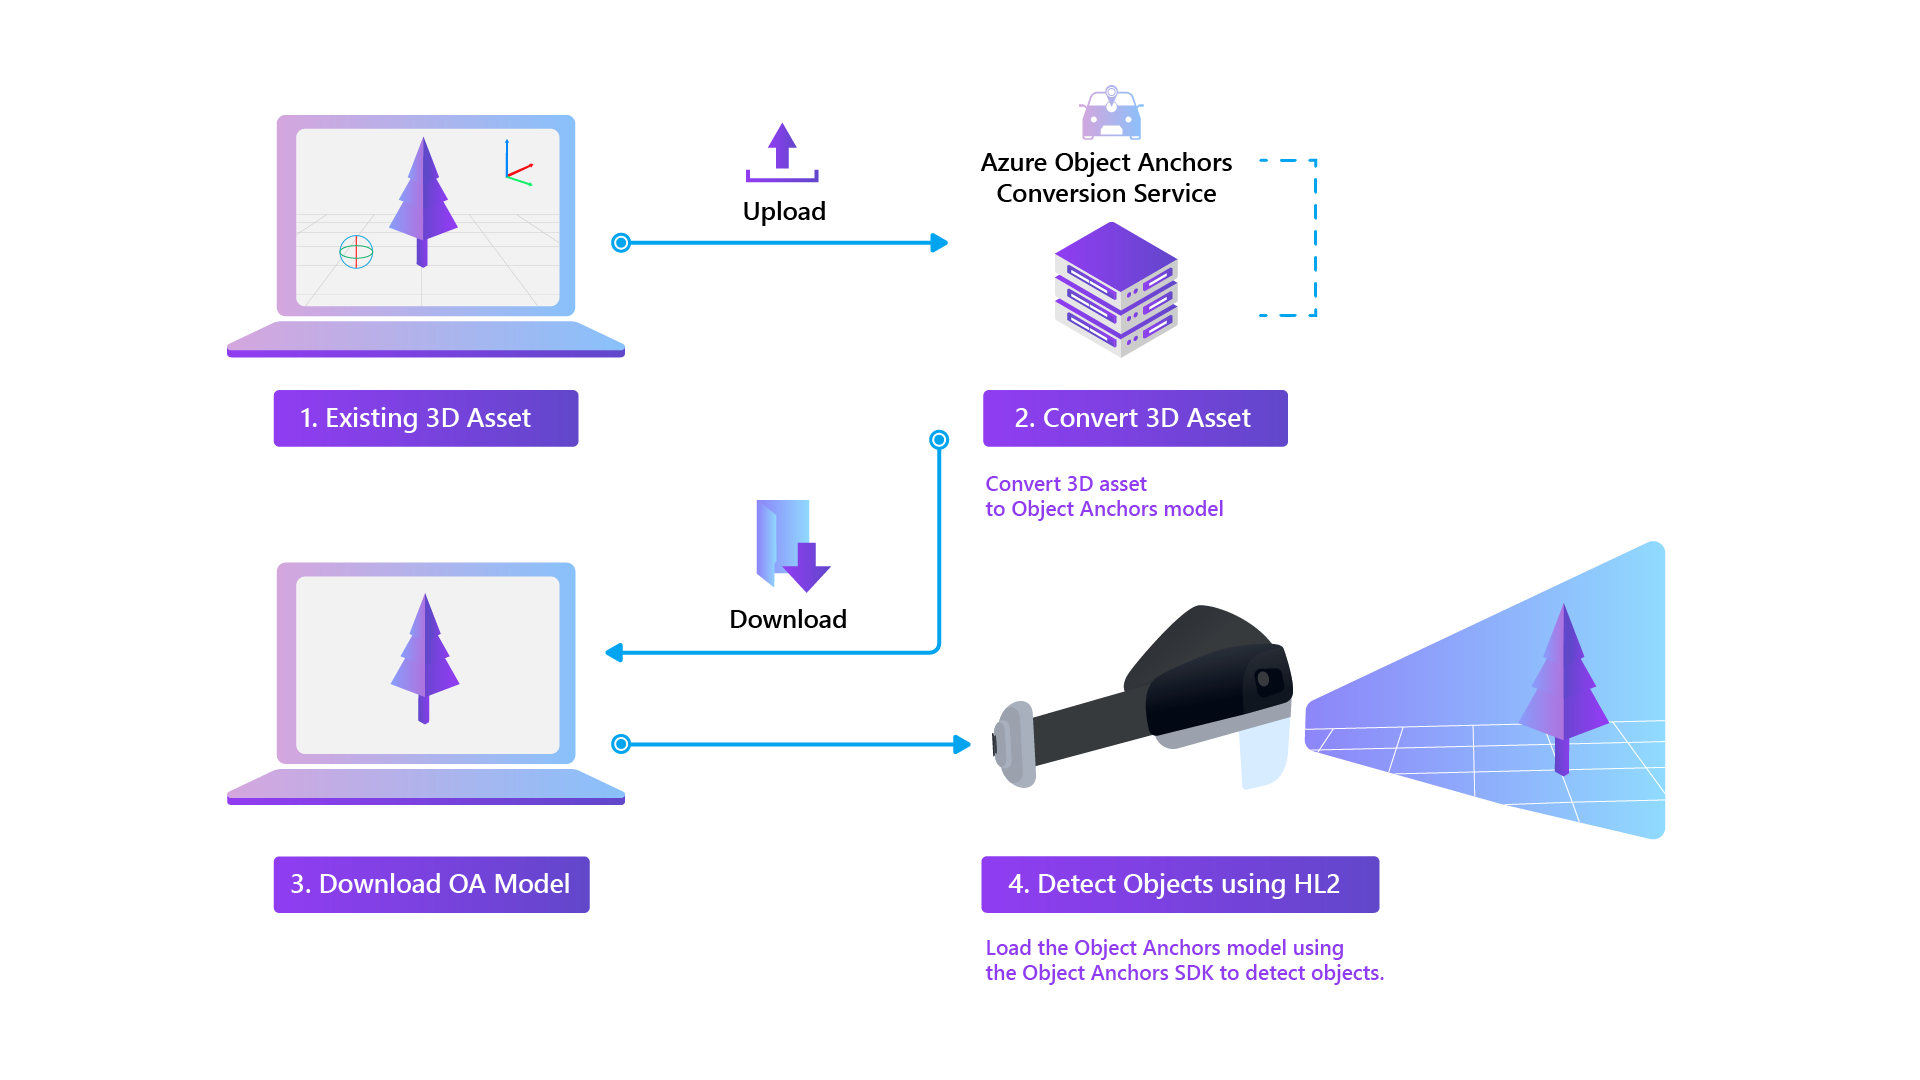 Upload
Azure Object Anchors
Conversion Service
1. Existing 3D Asset
2. Convert 3D Asset
Convert 3D asset
to Object Anchors model
Download
3. Download OA Model
4. Detect Objects using HL2
Load the Object Anchors model using
the Object Anchors SDK to detect objects.